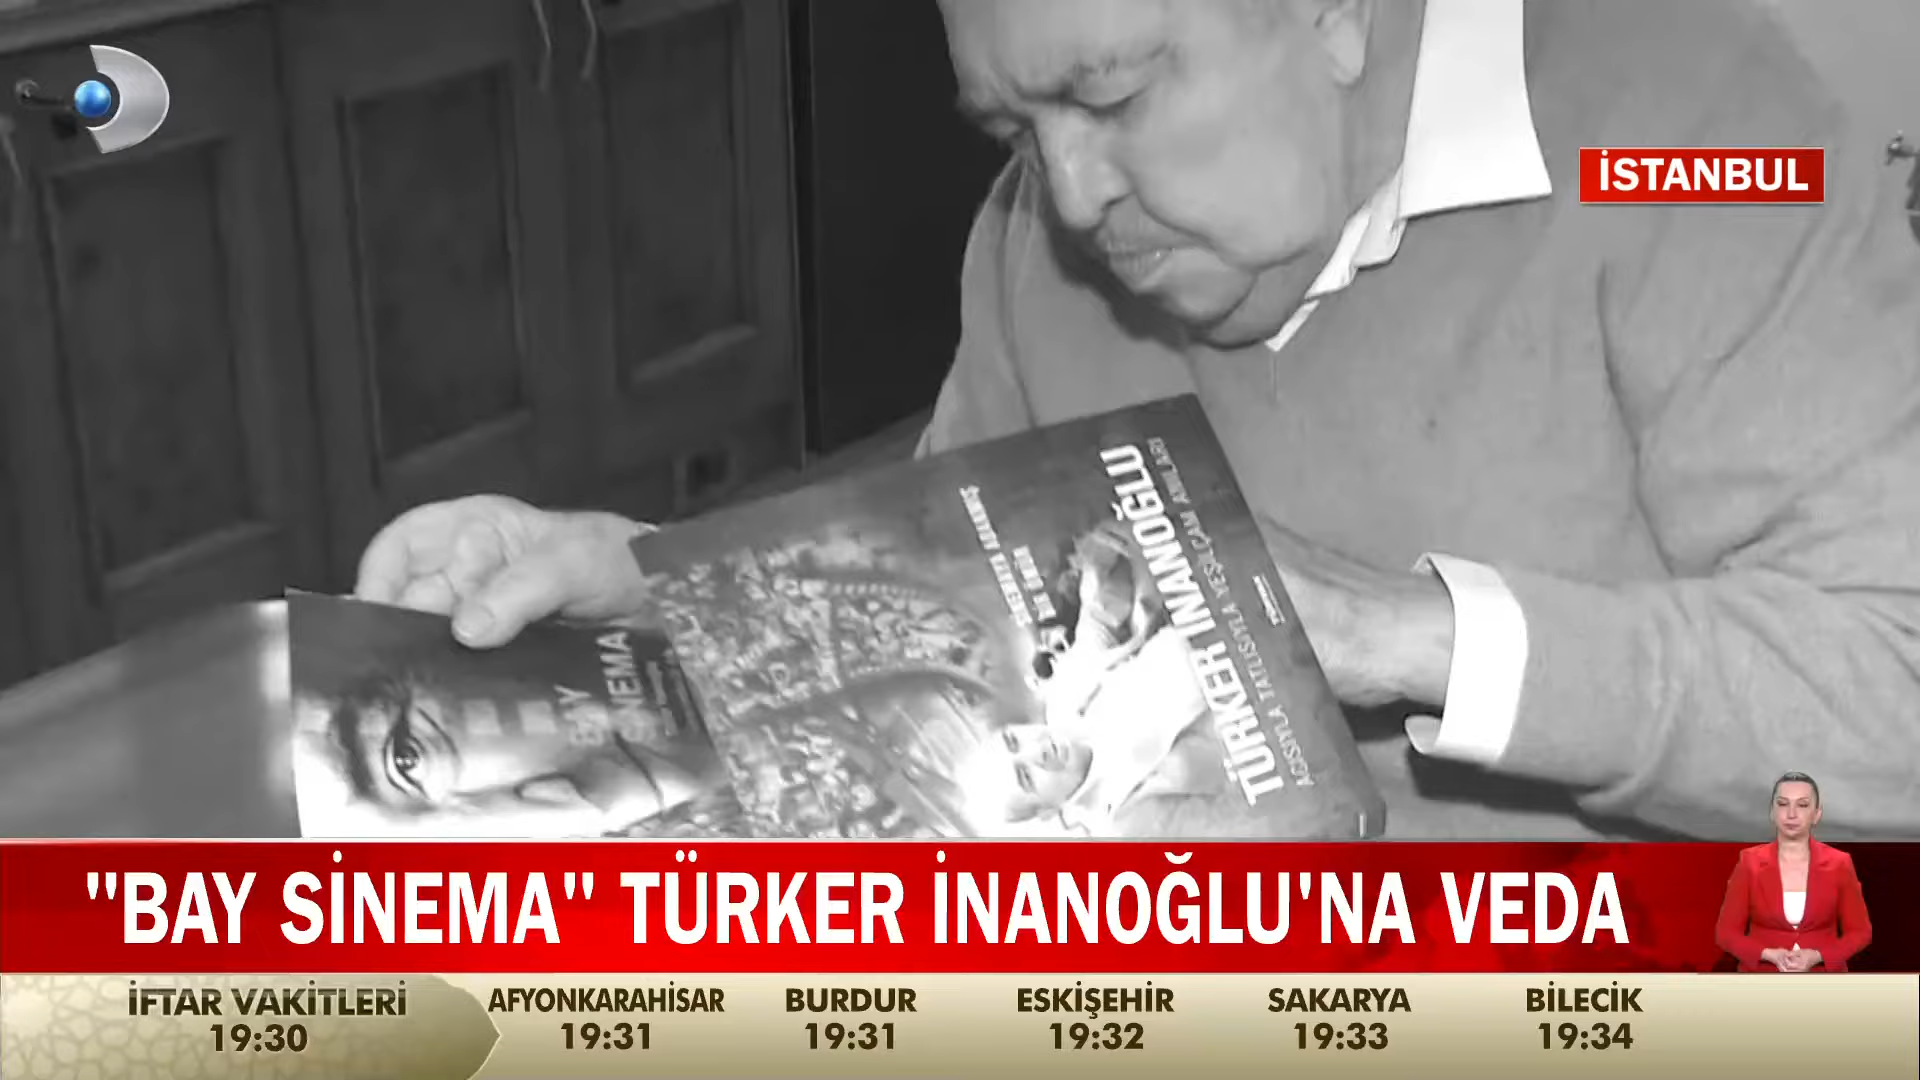 İSTANBUL
SİNEMA
TÜRKER İNANOĞLU
"BAY SİNEMA" TÜRKER İNANOĞLU'NA VEDA
İFTAR VAKİTLERİ
19:30
AFYONKARAHİSAR
19:31
BURDUR
19:31
ESKİŞEHİR
19:32
SAKARYA
19:33
BİLECİK
19:34